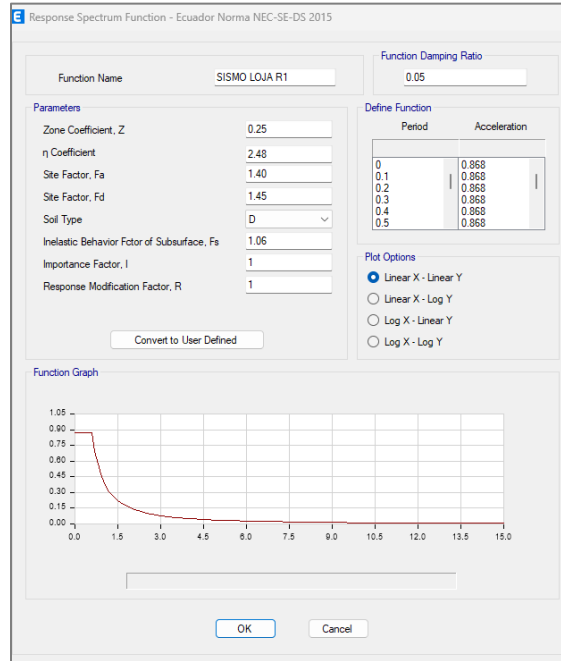 E Response Spectrum Function - Ecuador Norma NEC-SE-DS 2015
Function Name SISMO LOJA R1
Function Damping Ratio
0.05
Parameters
Zone Coefficient, Z 0.25
η Coefficient 2.48
Site Factor, Fa 1.40
Site Factor, Fd 1.45
Soil Type D
Inelastic Behavior Fctor of Subsurface, Fs 1.06
Importance Factor, I 1
Response Modification Factor, R 1
Convert to User Defined
Define Function
Period Acceleration
0 0.868
0.1 0.868
0.2 0.868
0.3 0.868
0.4 0.868
0.5 0.868
Plot Options
Linear X - Linear Y
Linear X - Log Y
Log X - Linear Y
Log X - Log Y
Function Graph
1.05
0.90
0.75
0.60
0.45
0.30
0.15
0.00
0.0 1.5 3.0 4.5 6.0 7.5 9.0 10.5 12.0 13.5 15.0
OK Cancel